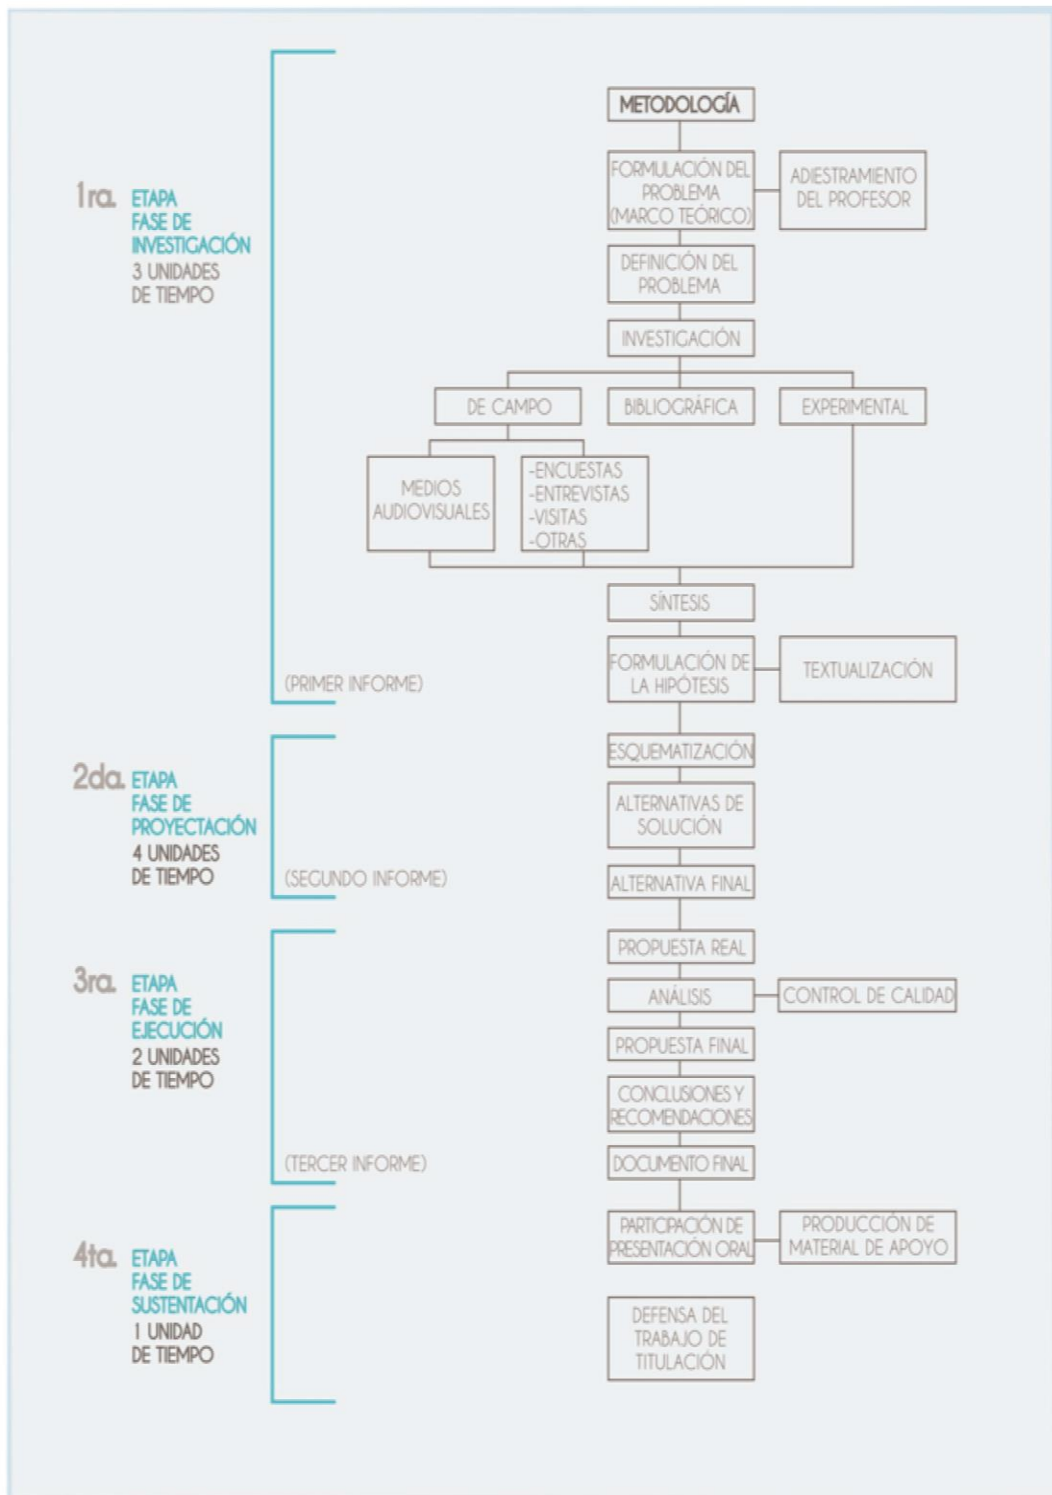 METODOLOGÍA
FORMULACIÓN DEL
PROBLEMA
(MARCO TEÓRICO)
ADIESTRAMIENTO
DEL PROFESOR
1ra. ETAPA
FASE DE
INVESTIGACIÓN
3 UNIDADES
DE TIEMPO
DEFINICIÓN DEL
PROBLEMA
INVESTIGACIÓN
DE CAMPO
BIBLIOGRÁFICA
EXPERIMENTAL
MEDIOS
AUDIOVISUALES
-ENCUESTAS
-ENTREVISTAS
-VISITAS
-OTRAS
SÍNTESIS
FORMULACIÓN DE
LA HIPÓTESIS
TEXTUALIZACIÓN
(PRIMER INFORME)
2da. ETAPA
FASE DE
PROYECTACIÓN
4 UNIDADES
DE TIEMPO
ESQUEMATIZACIÓN
ALTERNATIVAS DE
SOLUCIÓN
(SEGUNDO INFORME)
ALTERNATIVA FINAL
3ra. ETAPA
FASE DE
EJECUCIÓN
2 UNIDADES
DE TIEMPO
PROPUESTA REAL
ANÁLISIS
CONTROL DE CALIDAD
PROPUESTA FINAL
CONCLUSIONES Y
RECOMENDACIONES
(TERCER INFORME)
DOCUMENTO FINAL
4ta. ETAPA
FASE DE
SUSTENTACIÓN
1 UNIDAD
DE TIEMPO
PARTICIPACIÓN DE
PRESENTACIÓN ORAL
PRODUCCIÓN DE
MATERIAL DE APOYO
DEFENSA DEL
TRABAJO DE
TITULACIÓN